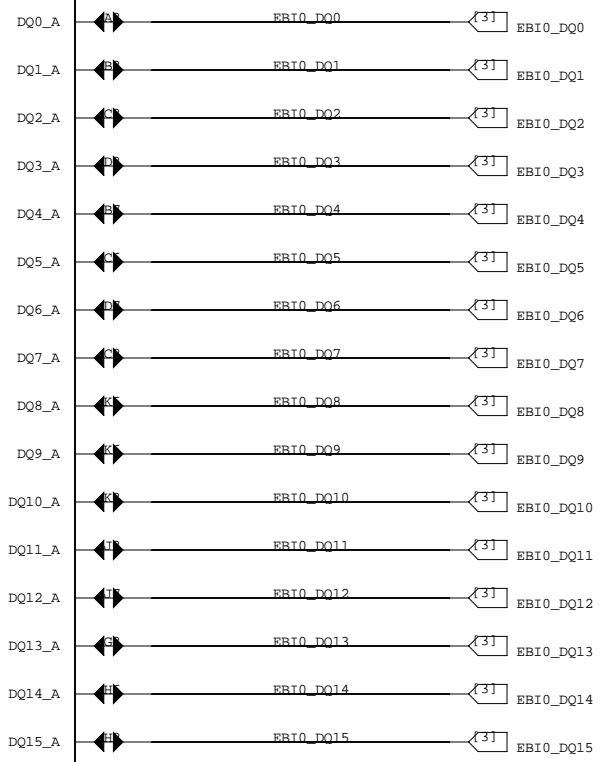 DQ0_A EBI0_DQ0 [3] EBI0_DQ0
DQ1_A EBI0_DQ1 [3] EBI0_DQ1
DQ2_A EBI0_DQ2 [3] EBI0_DQ2
DQ3_A EBI0_DQ3 [3] EBI0_DQ3
DQ4_A EBI0_DQ4 [3] EBI0_DQ4
DQ5_A EBI0_DQ5 [3] EBI0_DQ5
DQ6_A EBI0_DQ6 [3] EBI0_DQ6
DQ7_A EBI0_DQ7 [3] EBI0_DQ7
DQ8_A EBI0_DQ8 [3] EBI0_DQ8
DQ9_A EBI0_DQ9 [3] EBI0_DQ9
DQ10_A EBI0_DQ10 [3] EBI0_DQ10
DQ11_A EBI0_DQ11 [3] EBI0_DQ11
DQ12_A EBI0_DQ12 [3] EBI0_DQ12
DQ13_A EBI0_DQ13 [3] EBI0_DQ13
DQ14_A EBI0_DQ14 [3] EBI0_DQ14
DQ15_A EBI0_DQ15 [3] EBI0_DQ15